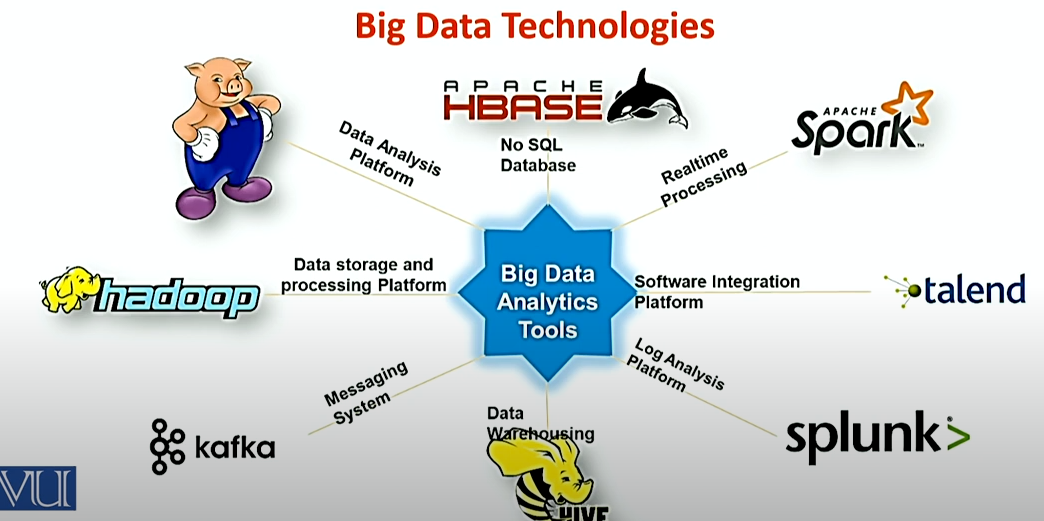 Big Data Technologies
APACHE
HBASE
APACHE
Spark
TM
Data Analysis
Platform
No SQL
Database
Realtime
Processing
hadoop
Data storage and
processing Platform
Big Data
Analytics
Tools
Software Integration
Platform
talend
Messaging
System
Log Analysis
Platform
kafka
Data
Warehousing
HIVE
splunk>
VU